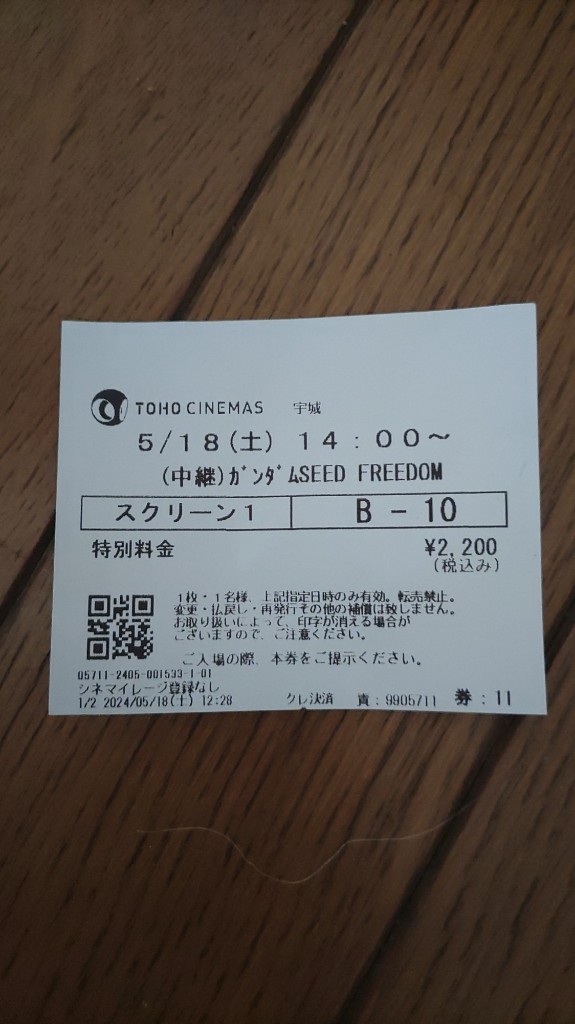 TOHO CINEMAS 宇城
5/18(土) 14:00～
(中継)ガンダムSEED FREEDOM
スクリーン1 B-10
特別料金 ¥2,200
(税込み)
1枚・1名様、上記指定日時のみ有効。転売禁止。
変更・払戻し・再発行その他の補償は致しません。
お取り扱いによって、印字が消える場合が
ございますので、ご注意ください。
ご入場の際、本券をご提示ください。
05711-2405-001533-1-01
シネマイレージ登録なし
1/2 2024/05/18(土) 12:28 クレ決済 責:9905711 券:11